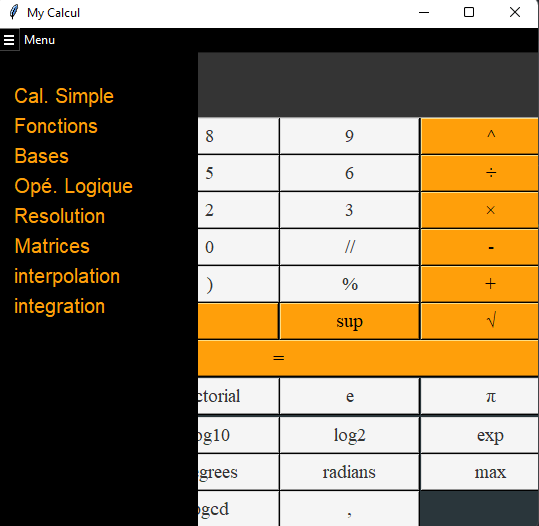 My Calcul
Menu
Cal. Simple
Fonctions
Bases
Opé. Logique
Resolution
Matrices
interpolation
integration
8 9 ^
5 6 ÷
2 3 ×
0 // -
) % +
sup √
=
ctorial e π
og10 log2 exp
egrees radians max
gcd ,